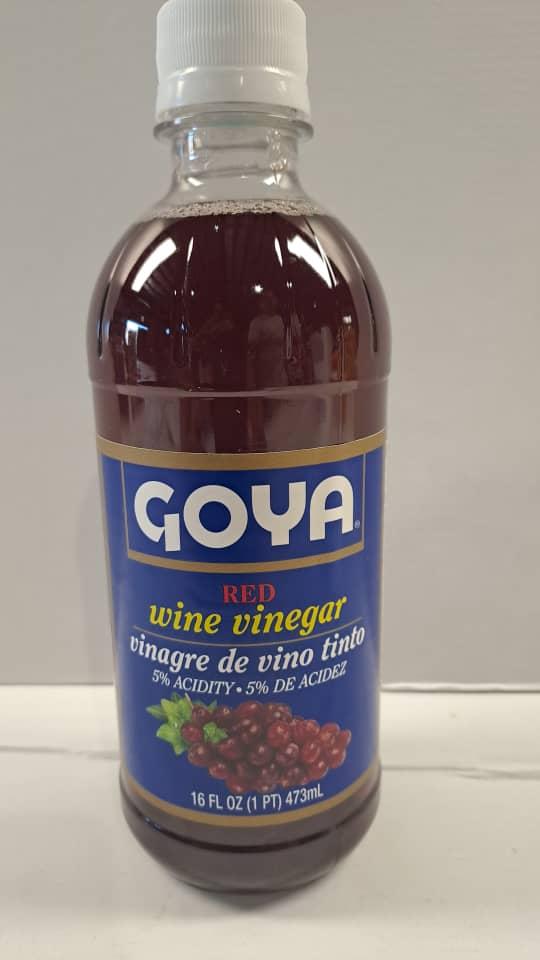 GOYA®
RED
wine vinegar
vinagre de vino tinto
5% ACIDITY • 5% DE ACIDEZ
16 FL OZ (1 PT) 473mL